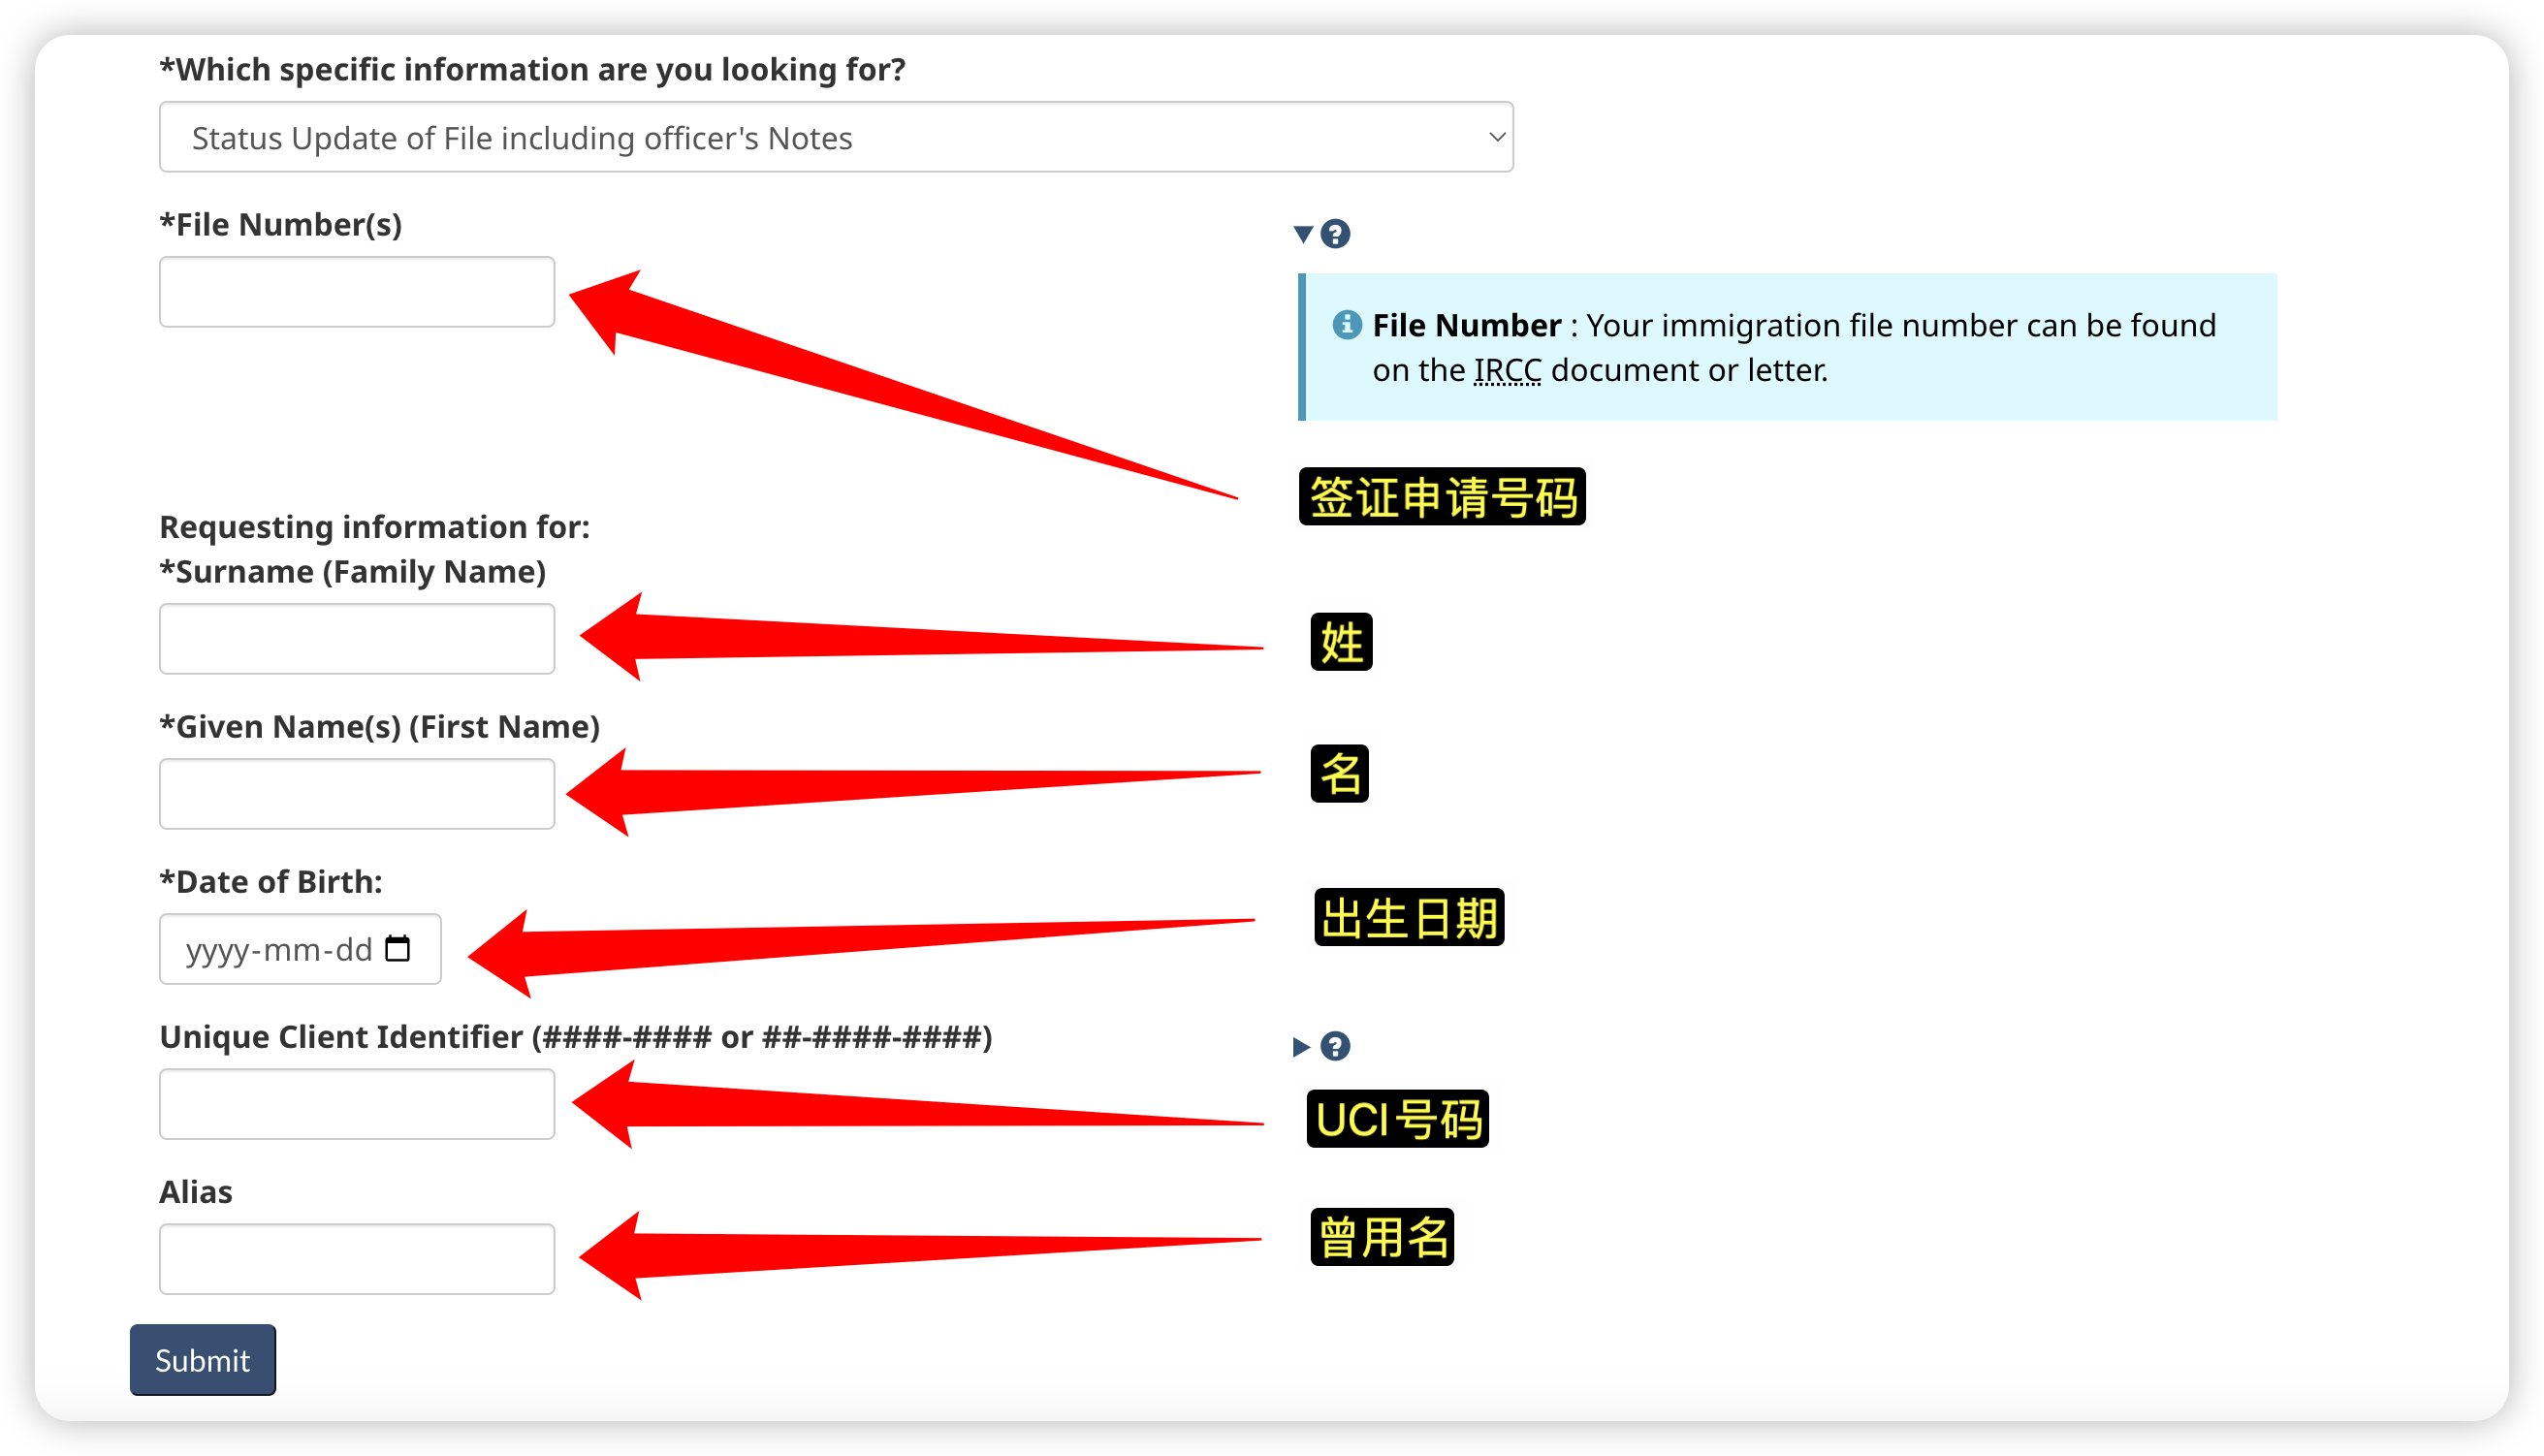 *Which specific information are you looking for?
Status Update of File including officer's Notes
*File Number(s)
File Number : Your immigration file number can be found
on the IRCC document or letter.
签证申请号码
Requesting information for:
*Surname (Family Name)
姓
*Given Name(s) (First Name)
名
*Date of Birth:
yyyy-mm-dd
出生日期
Unique Client Identifier (####-#### or ##-####-####)
UCI号码
Alias
曾用名
Submit